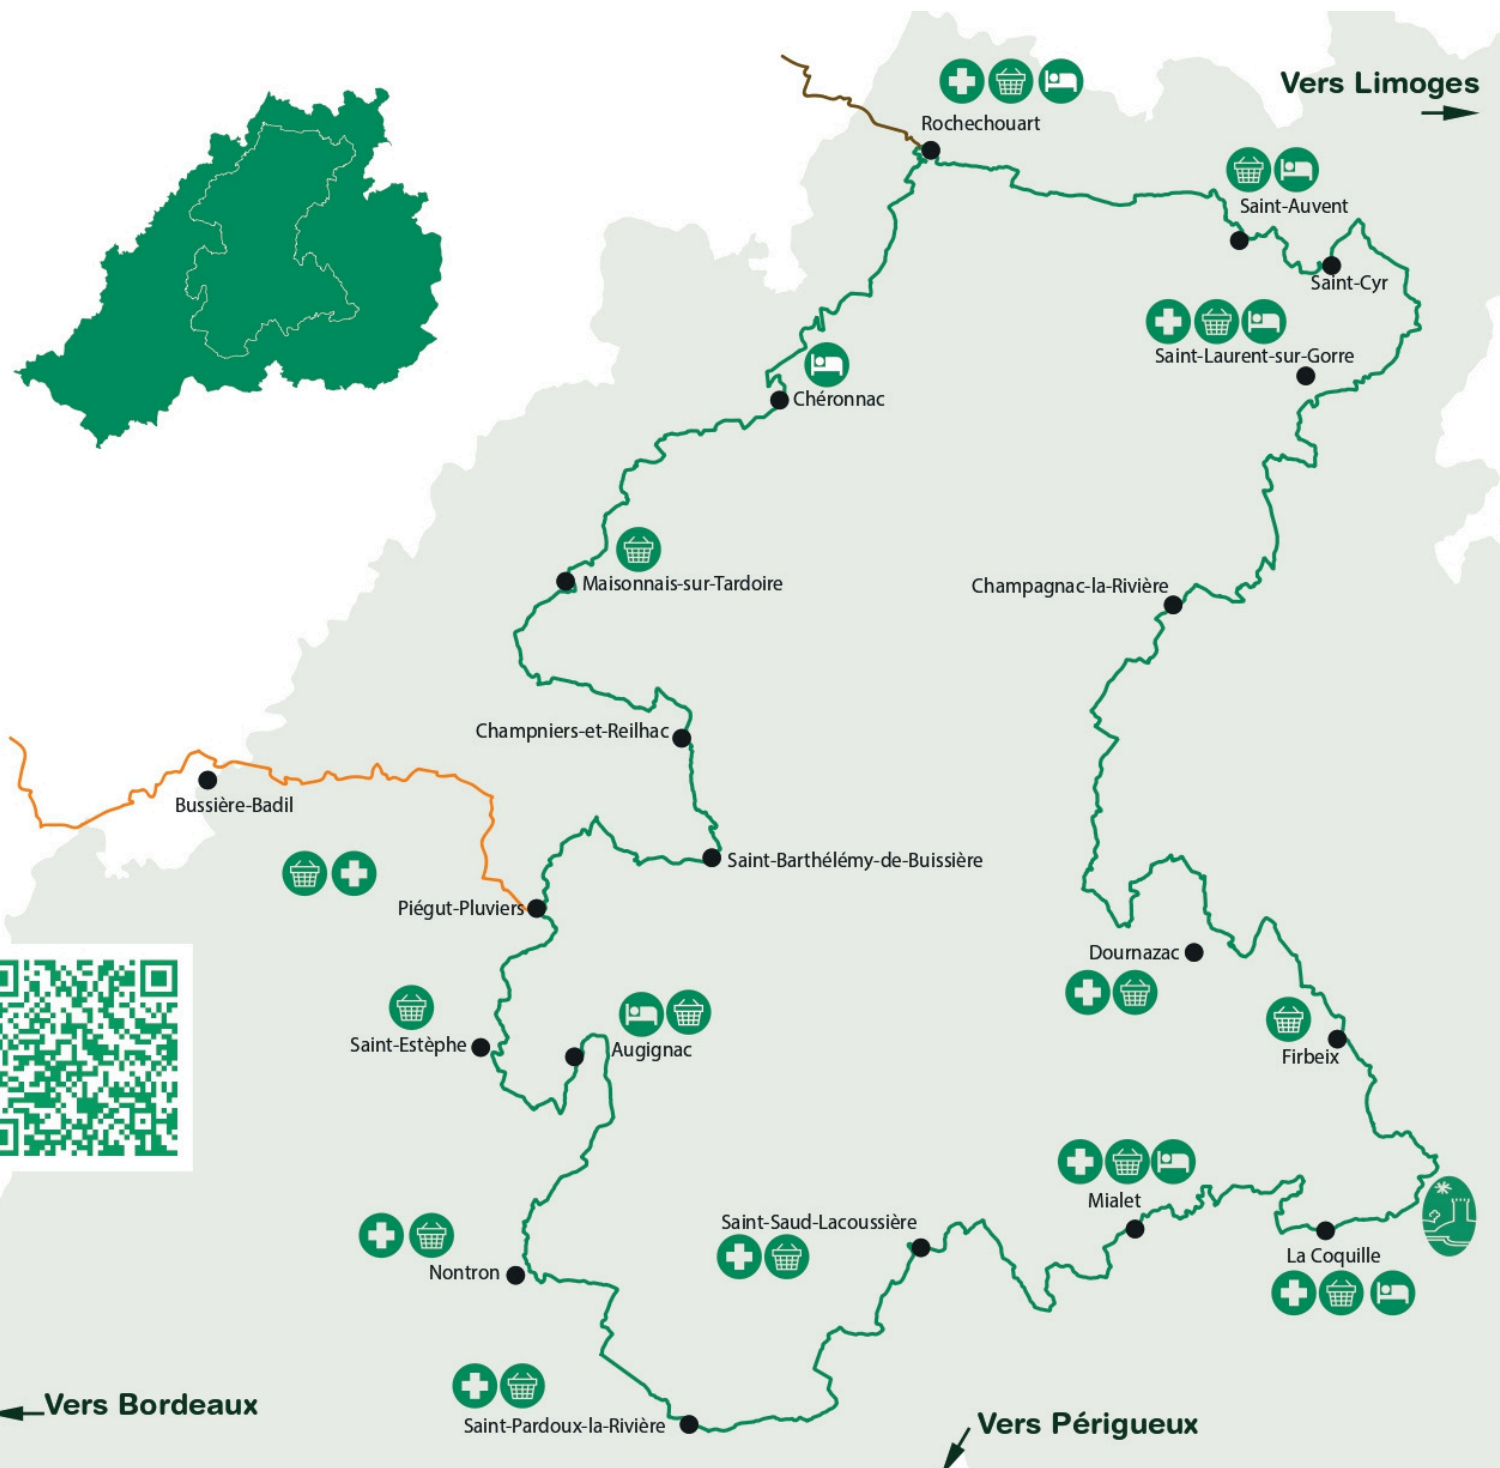 Vers Limoges
Rochechouart
Saint-Auvent
Saint-Cyr
Saint-Laurent-sur-Gorre
Chéronnac
Maisonnais-sur-Tardoire
Champagnac-la-Rivière
Champniers-et-Reilhac
Bussière-Badil
Saint-Barthélémy-de-Buissière
Piégut-Pluviers
Dournazac
Saint-Estèphe
Augignac
Firbeix
Mialet
Saint-Saud-Lacoussière
La Coquille
Nontron
Vers Bordeaux
Saint-Pardoux-la-Rivière
Vers Périgueux